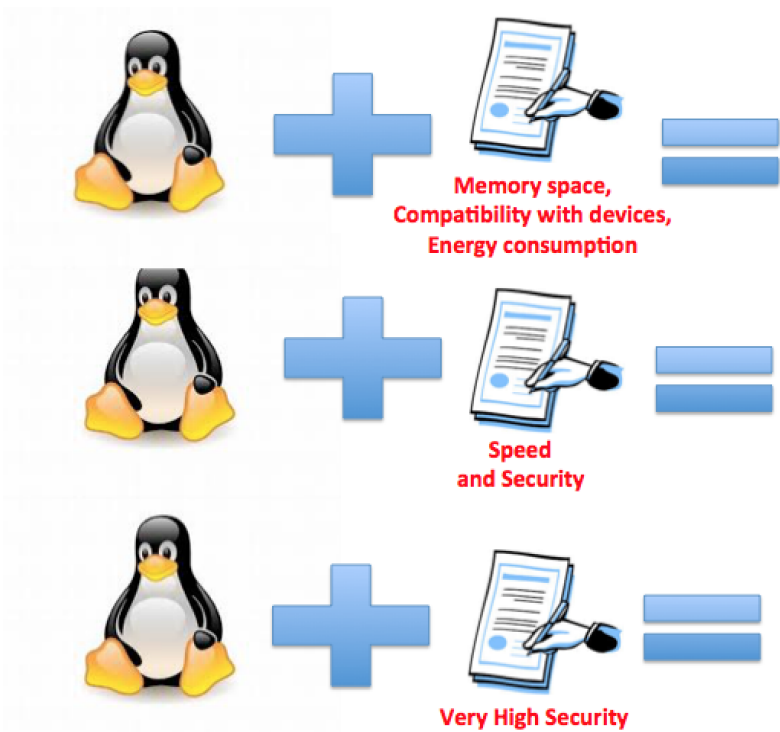 Memory space,
Compatibility with devices,
Energy consumption
Speed
and Security
Very High Security